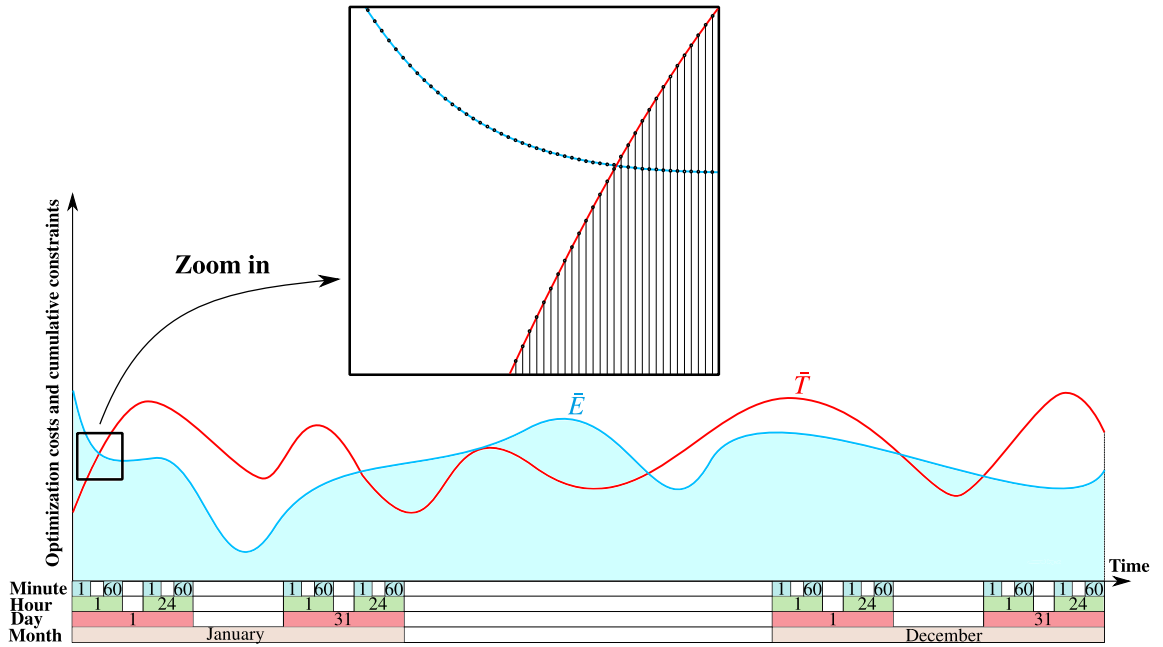 Optimization costs and cumulative constraints
Zoom in
Ē
T̄
Time
Minute 1 60 1 60 1 60 1 60 1 60 1 60 1 60 1 60
Hour 1 24 1 24 1 24 1 24
Day 1 31 1 31
Month January December